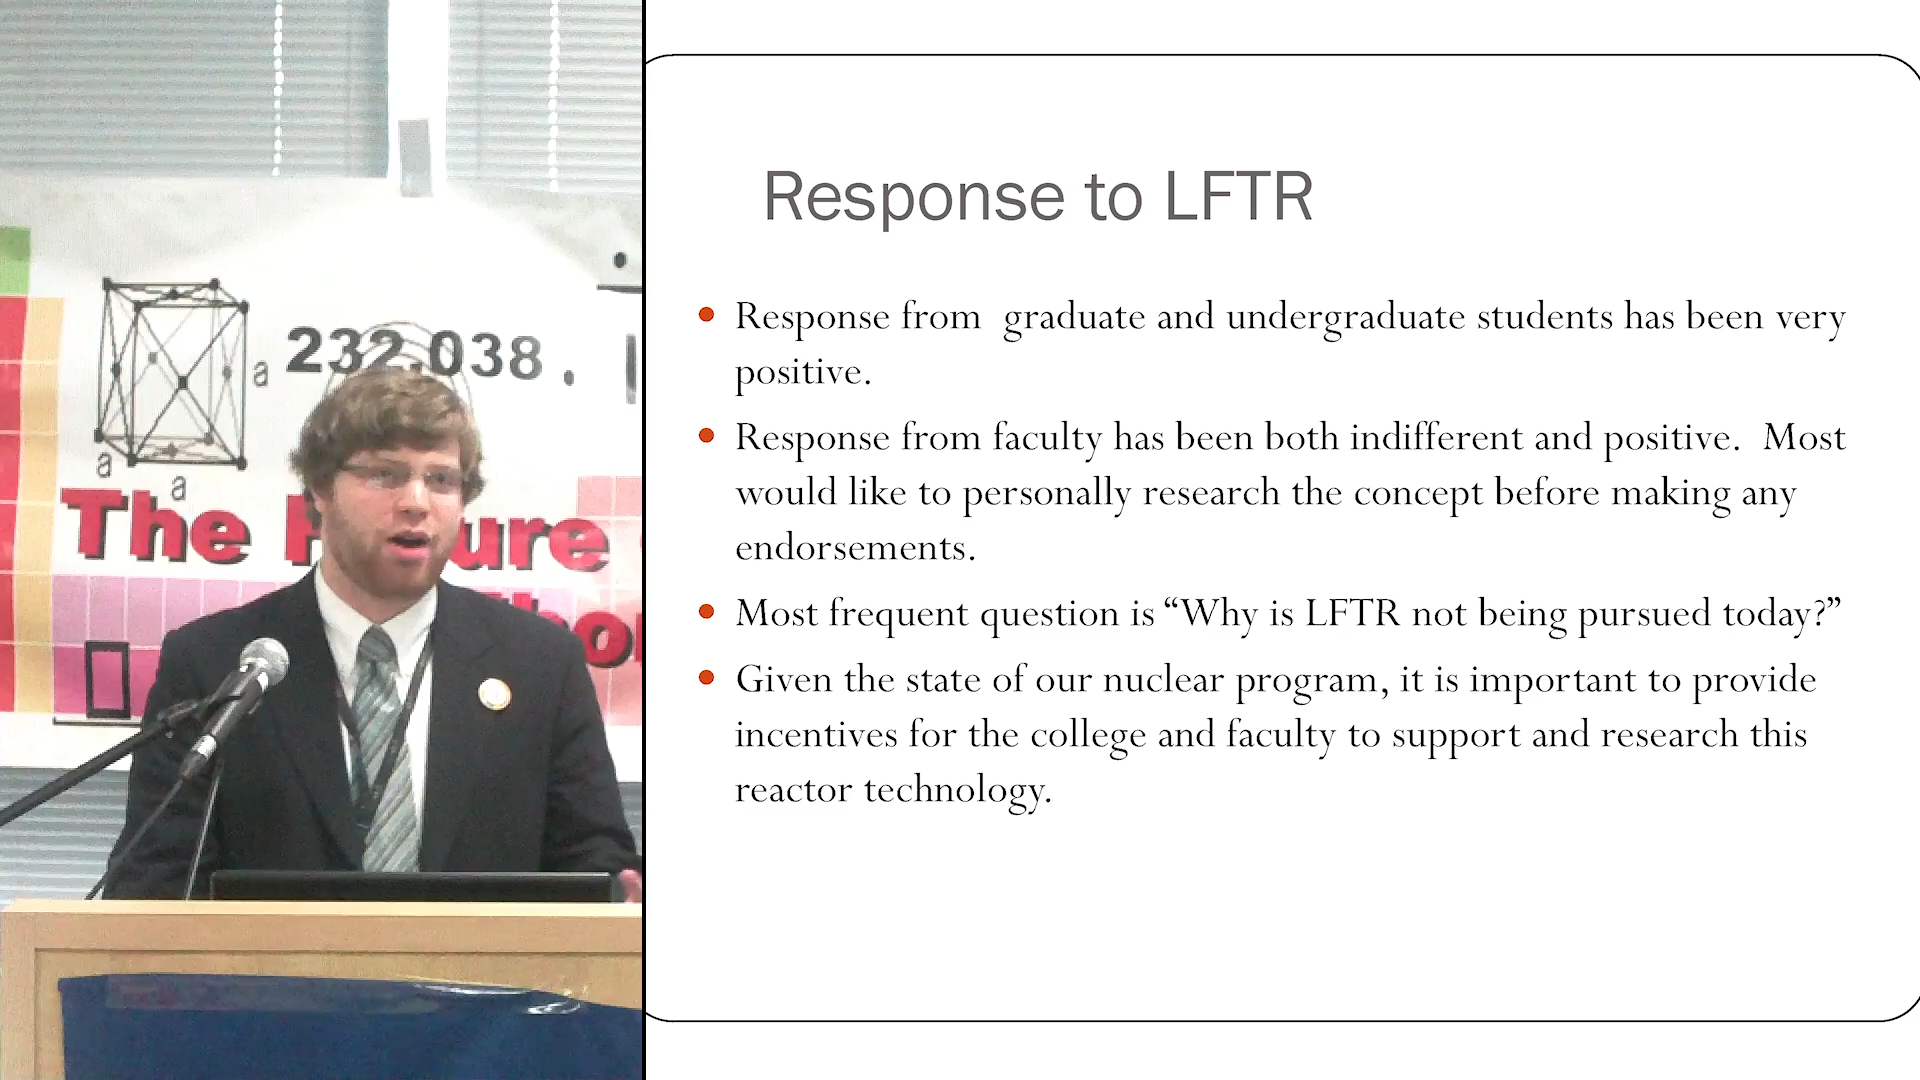 232.038
a
a
a
The
Response to LFTR
Response from graduate and undergraduate students has been very
positive.
Response from faculty has been both indifferent and positive. Most
would like to personally research the concept before making any
endorsements.
Most frequent question is “Why is LFTR not being pursued today?”
Given the state of our nuclear program, it is important to provide
incentives for the college and faculty to support and research this
reactor technology.